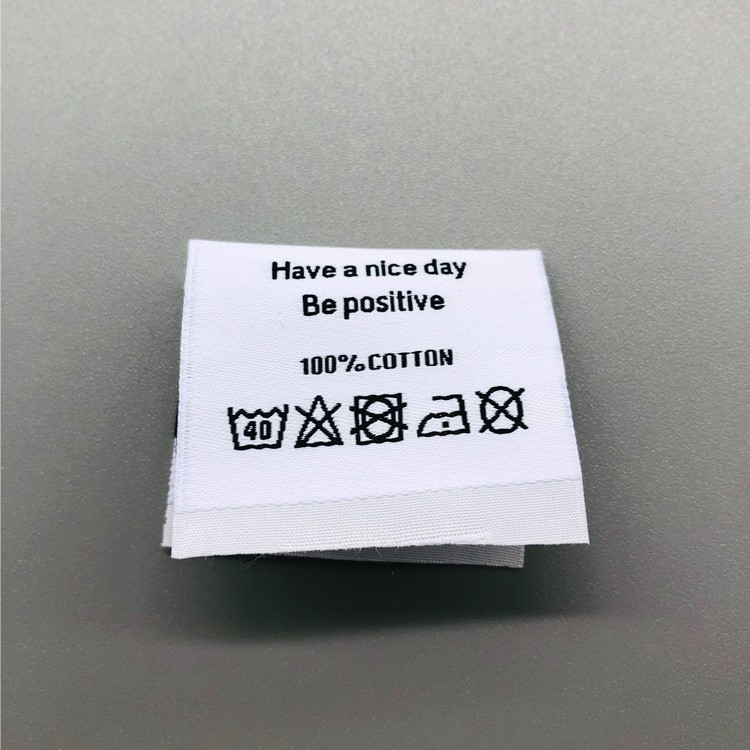 Have a nice day
Be positive
100% COTTON
40